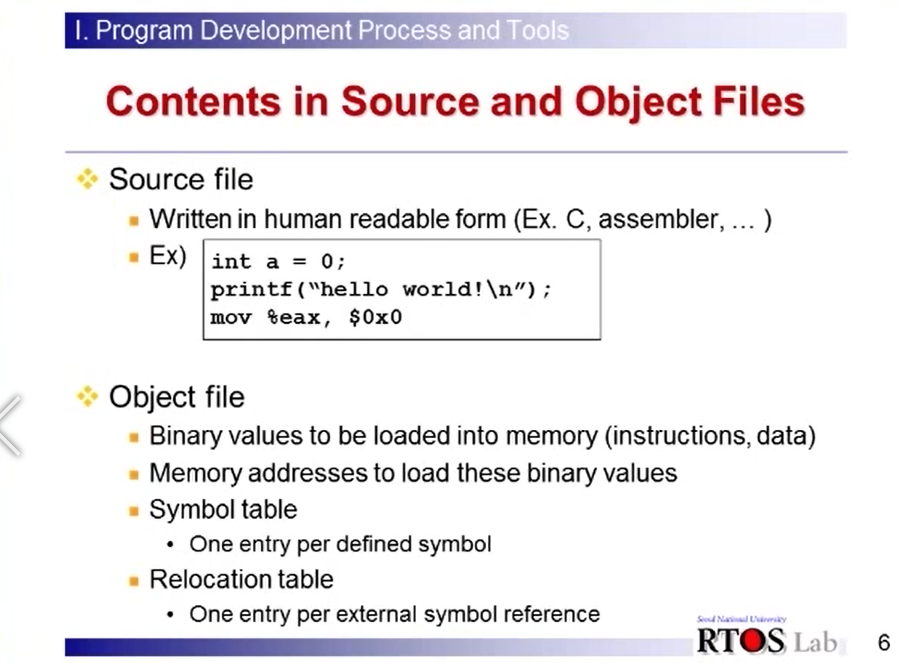 I. Program Development Process and Tools
Contents in Source and Object Files
Source file
Written in human readable form (Ex. C, assembler, … )
Ex)
int a = 0;
printf(“hello world!\n”);
mov %eax, $0x0
Object file
Binary values to be loaded into memory (instructions, data)
Memory addresses to load these binary values
Symbol table
• One entry per defined symbol
Relocation table
• One entry per external symbol reference
Seoul National University
RTOS Lab
6